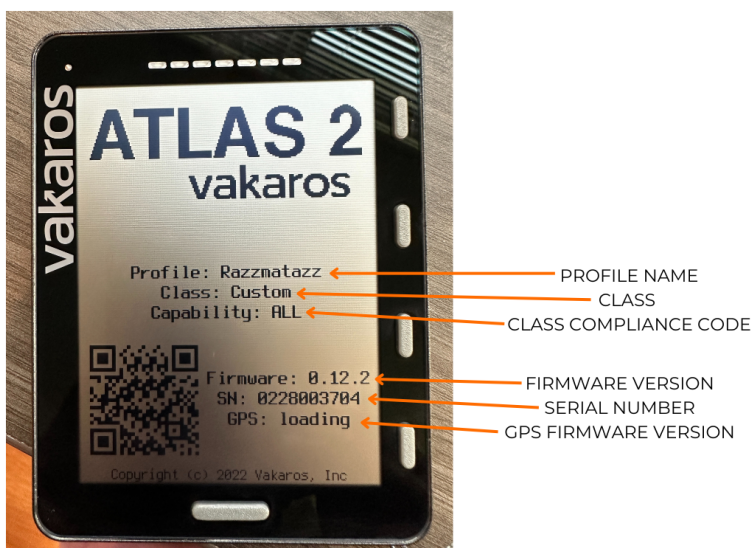 vakaros
ATLAS 2
vakaros
Profile: Razzmatazz
Class: Custom
Capability: ALL
Firmware: 0.12.2
SN: 0228003704
GPS: loading
Copyright (c) 2022 Vakaros, Inc
PROFILE NAME
CLASS
CLASS COMPLIANCE CODE
FIRMWARE VERSION
SERIAL NUMBER
GPS FIRMWARE VERSION